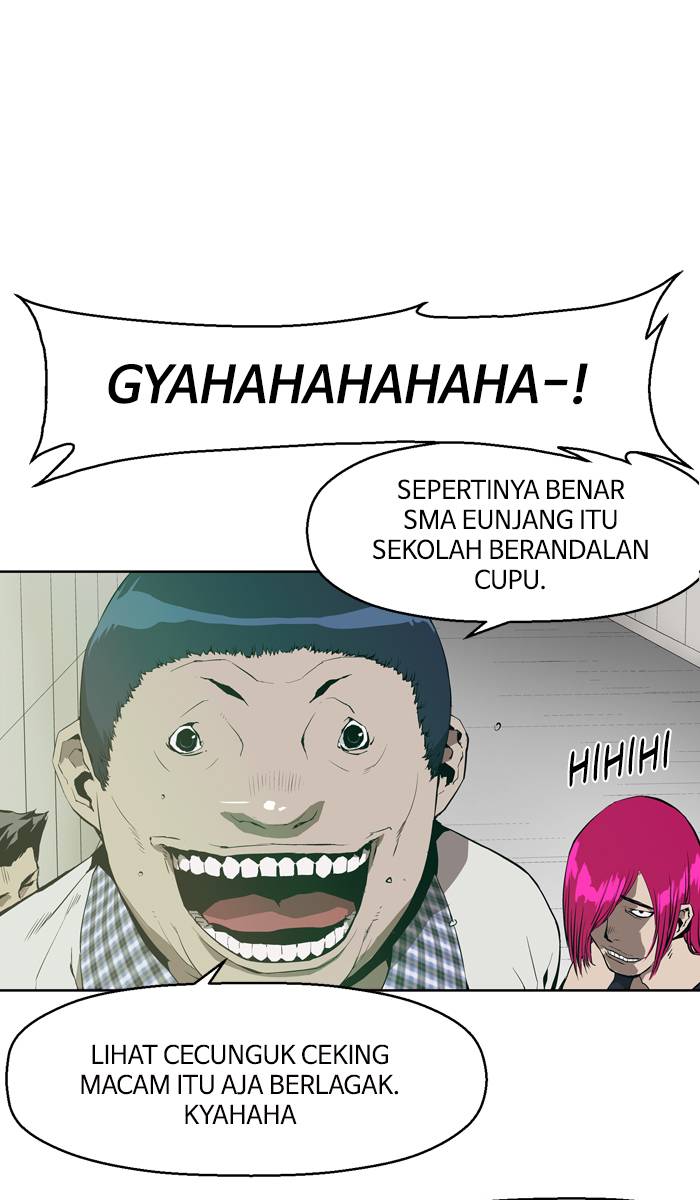 GYAHAHAHAHAHA-!
SEPERTINYA BENAR
SMA EUNJANG ITU
SEKOLAH BERANDALAN
CUPU.
HIHIHI
LIHAT CECUNGUK CEKING
MACAM ITU AJA BERLAGAK.
KYAHAHA